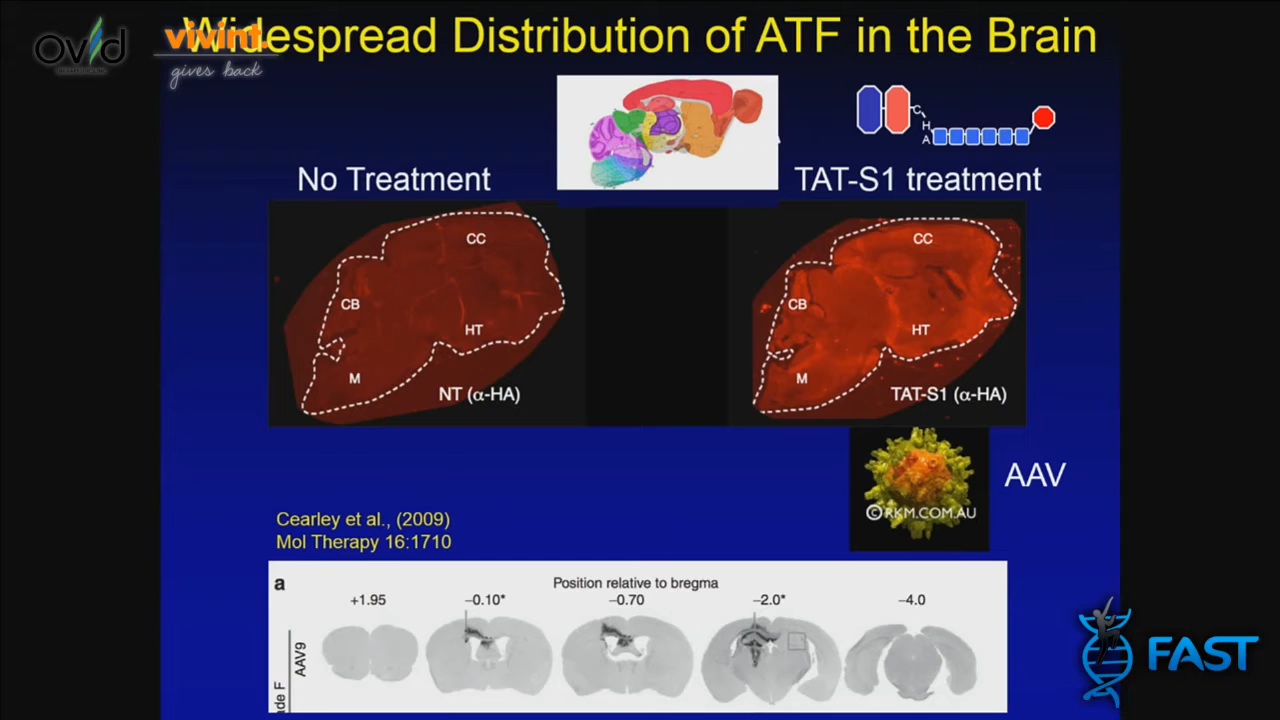 Widespread Distribution of ATF in the Brain
ovid
vivint.
gives back
C
H
A
No Treatment
TAT-S1 treatment
CC
CB
HT
M
NT (α-HA)
CC
CB
HT
M
TAT-S1 (α-HA)
AAV
©RKM.COM.AU
Cearley et al., (2009)
Mol Therapy 16:1710
a
Position relative to bregma
+1.95 −0.10* −0.70 −2.0* −4.0
AAV9
FAST